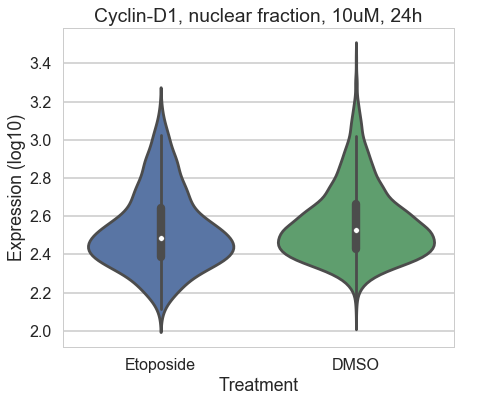 Cyclin-D1, nuclear fraction, 10uM, 24h
Expression (log10)
3.4
3.2
3.0
2.8
2.6
2.4
2.2
2.0
Etoposide DMSO
Treatment